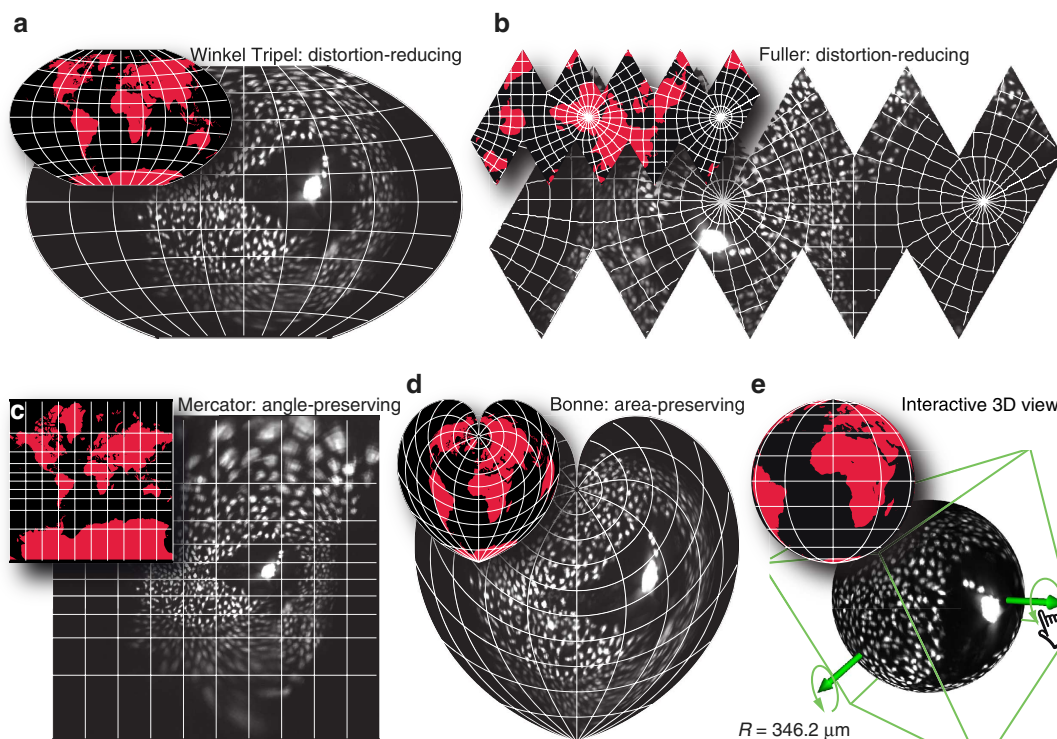 a
Winkel Tripel: distortion-reducing
b
Fuller: distortion-reducing
c
Mercator: angle-preserving
d
Bonne: area-preserving
e
Interactive 3D view
R = 346.2 μm